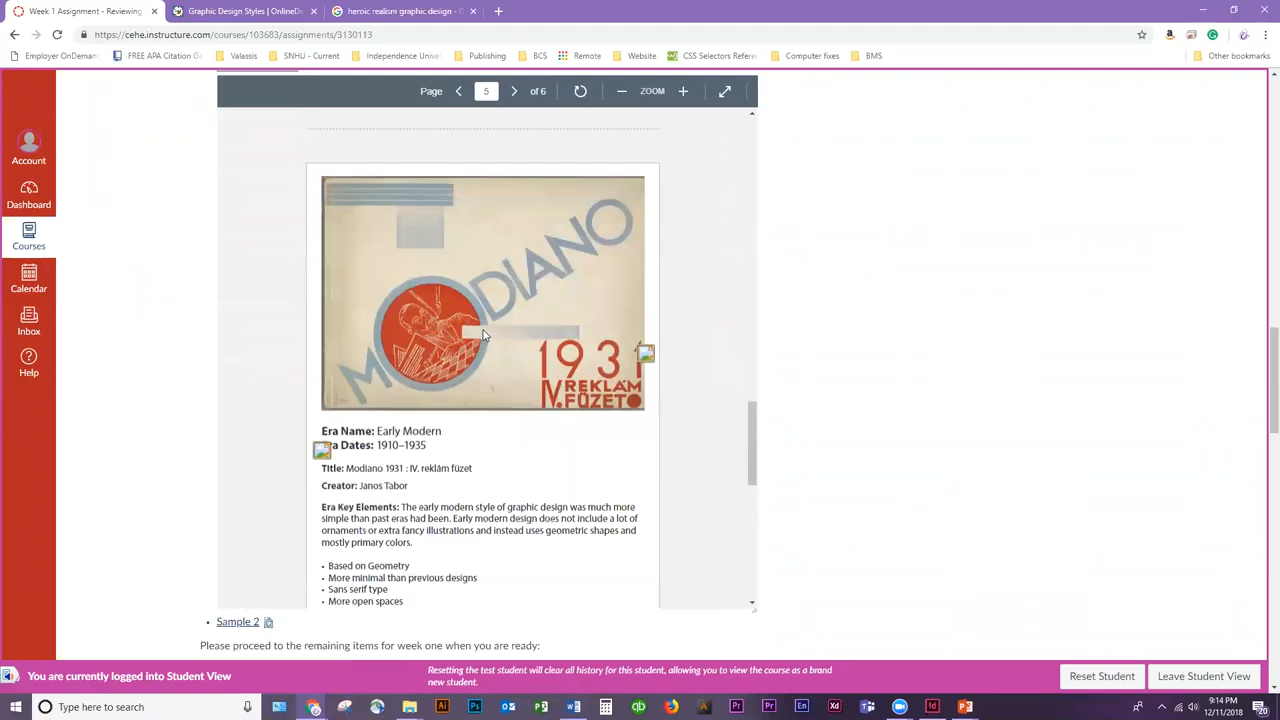 Week 1 Assignment - Reviewing
Graphic Design Styles | OnlineDe
heroic realism graphic design -
https://cehe.instructure.com/courses/103683/assignments/3130113
Employer OnDeman
FREE APA Citation Ge
Valassis
SNHU - Current
Independence Unive
Publishing
BCS
Remote
Website
CSS Selectors Refere
Computer fixes
BMS
Other bookmarks
Page
5
of 6
ZOOM
Account
Dashboard
Courses
Calendar
Inbox
Help
MODIANO
1931
REKLÁM
IV. FÜZETO
Era Name: Early Modern
Era Dates: 1910–1935
Title: Modiano 1931 : IV. reklám füzet
Creator: Janos Tabor
Era Key Elements: The early modern style of graphic design was much more
simple than past eras had been. Early modern design does not include a lot of
ornaments or extra fancy illustrations and instead uses geometric shapes and
mostly primary colors.
• Based on Geometry
• More minimal than previous designs
• Sans serif type
• More open spaces
• Sample 2
Please proceed to the remaining items for week one when you are ready:
You are currently logged into Student View
Resetting the test student will clear all history for this student, allowing you to view the course as a brand
new student.
Reset Student
Leave Student View
Type here to search
9:14 PM
12/11/2018